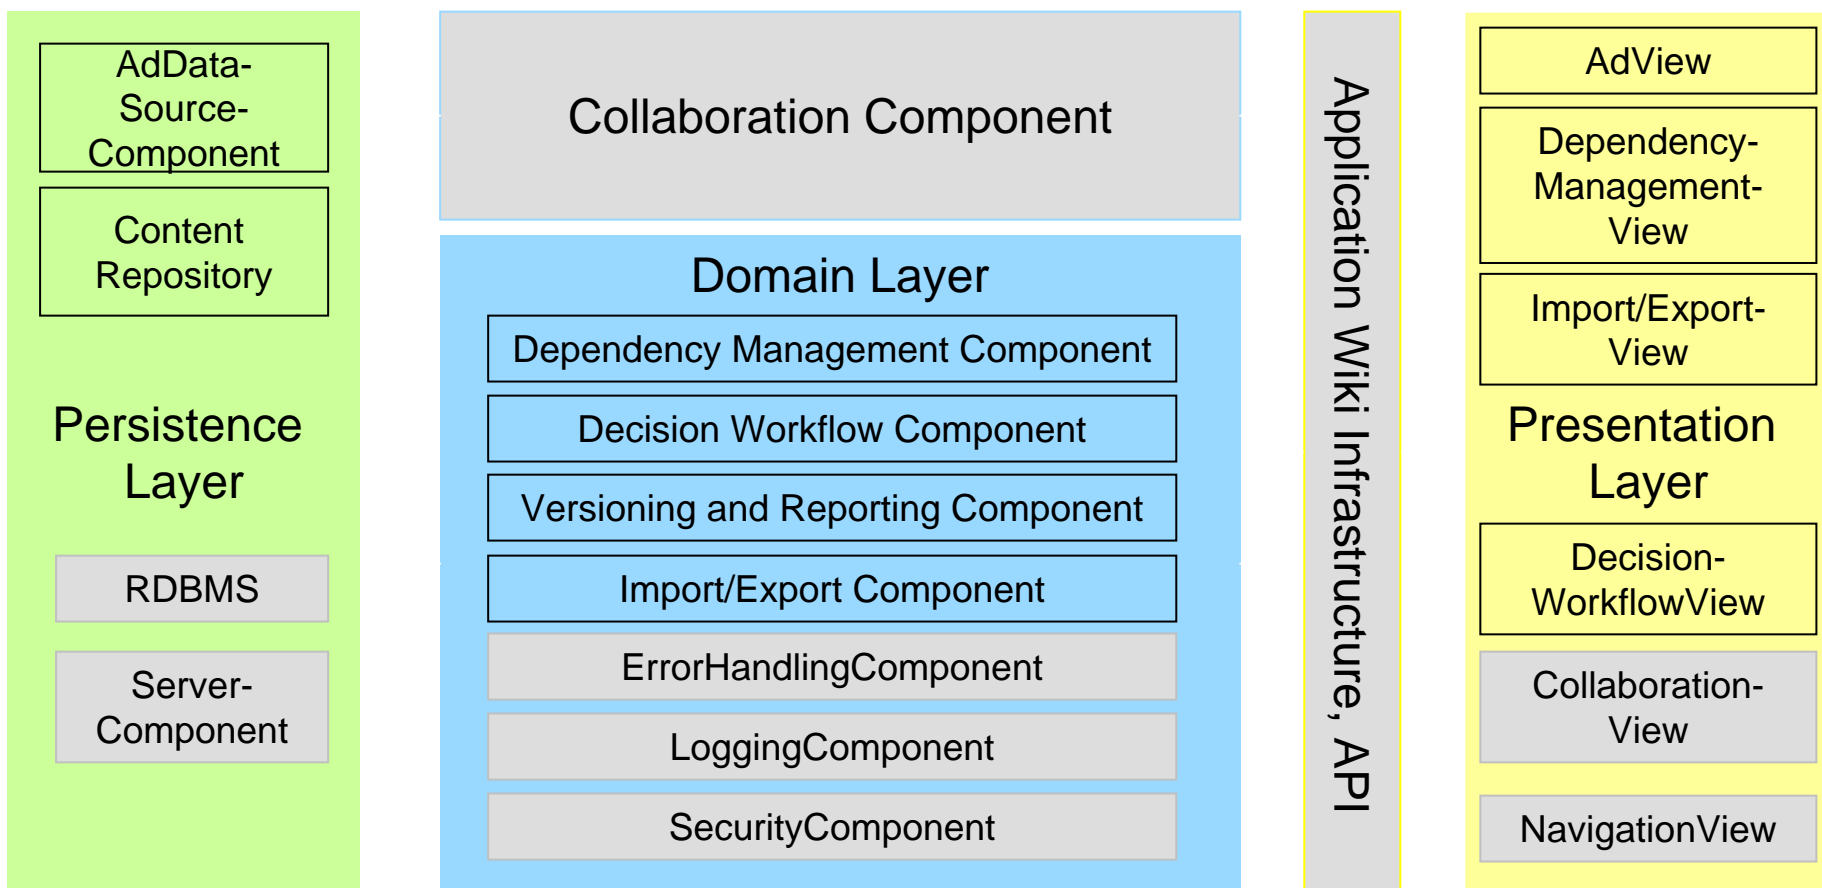 AdData-
Source-
Component
Content
Repository
Persistence
Layer
RDBMS
Server-
Component
Collaboration Component
Domain Layer
Dependency Management Component
Decision Workflow Component
Versioning and Reporting Component
Import/Export Component
ErrorHandlingComponent
LoggingComponent
SecurityComponent
Application Wiki Infrastructure, API
AdView
Dependency-
Management-
View
Import/Export-
View
Presentation
Layer
Decision-
WorkflowView
Collaboration-
View
NavigationView